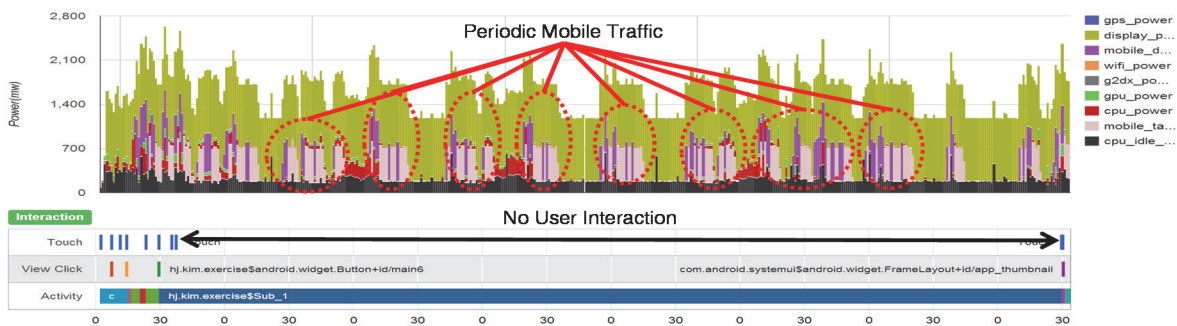 2,800
2,100
1,400
700
0
Power(mw)
Periodic Mobile Traffic
gps_power
display_p...
mobile_d...
wifi_power
g2dx_po...
gpu_power
cpu_power
mobile_ta...
cpu_idle_...
Interaction
No User Interaction
Touch
View Click hj.kim.exercise$android.widget.Button+id/main6 com.android.systemui$android.widget.FrameLayout+id/app_thumbnail
Activity c hj.kim.exercise$Sub_1
0 30 0 30 0 30 0 30 0 30 0 30 0 30 0 30